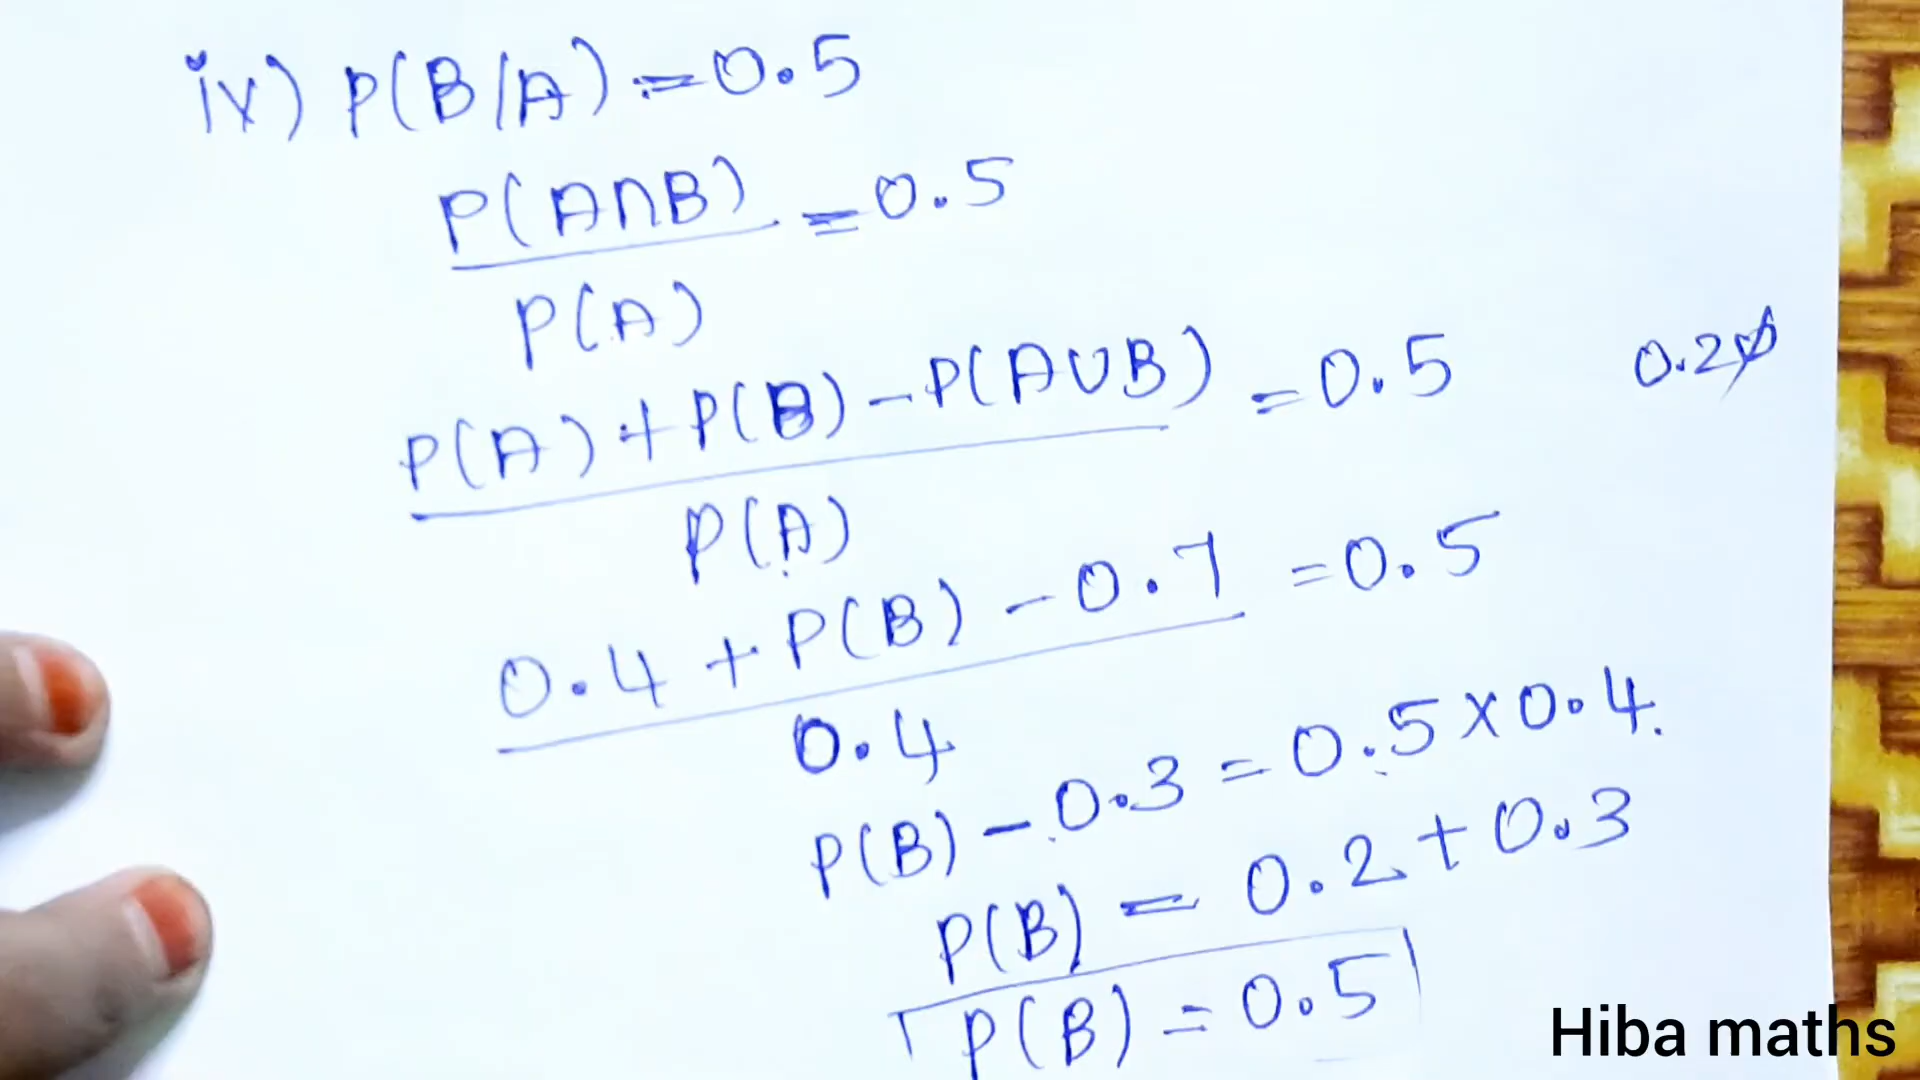 iv) P(B/A) = 0.5
P(A∩B) = 0.5
P(A)
P(A) + P(B) - P(A∪B) = 0.5
P(A)
0.2
0.4 + P(B) - 0.7 = 0.5
0.4
P(B) - 0.3 = 0.5 × 0.4.
P(B) = 0.2 + 0.3
P(B) = 0.5
Hiba maths